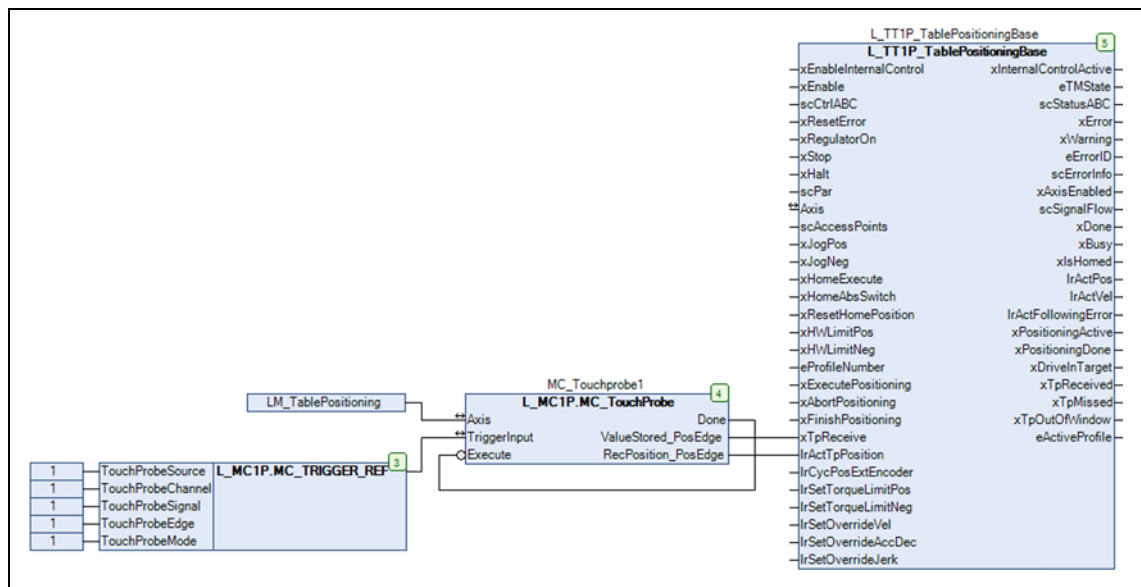 L_TT1P_TablePositioningBase
5
L_TT1P_TablePositioningBase
xEnableInternalControl xInternalControlActive
xEnable eTMState
scCtrlABC scStatusABC
xResetError xError
xRegulatorOn xWarning
xStop eErrorID
xHalt scErrorInfo
scPar xAxisEnabled
Axis scSignalFlow
scAccessPoints xDone
xJogPos xBusy
xJogNeg xIsHomed
xHomeExecute lrActPos
xHomeAbsSwitch lrActVel
xResetHomePosition lrActFollowingError
xHWLimitPos xPositioningActive
xHWLimitNeg xPositioningDone
eProfileNumber xDriveInTarget
xExecutePositioning xTpReceived
xAbortPositioning xTpMissed
xFinishPositioning xTpOutOfWindow
xTpReceive eActiveProfile
lrActTpPosition
lrCycPosExtEncoder
lrSetTorqueLimitPos
lrSetTorqueLimitNeg
lrSetOverrideVel
lrSetOverrideAccDec
lrSetOverrideJerk
MC_Touchprobe1
4
L_MC1P.MC_TouchProbe
LM_TablePositioning
Axis Done
TriggerInput ValueStored_PosEdge
Execute RecPosition_PosEdge
3
1 TouchProbeSource L_MC1P.MC_TRIGGER_REF
1 TouchProbeChannel
1 TouchProbeSignal
1 TouchProbeEdge
1 TouchProbeMode